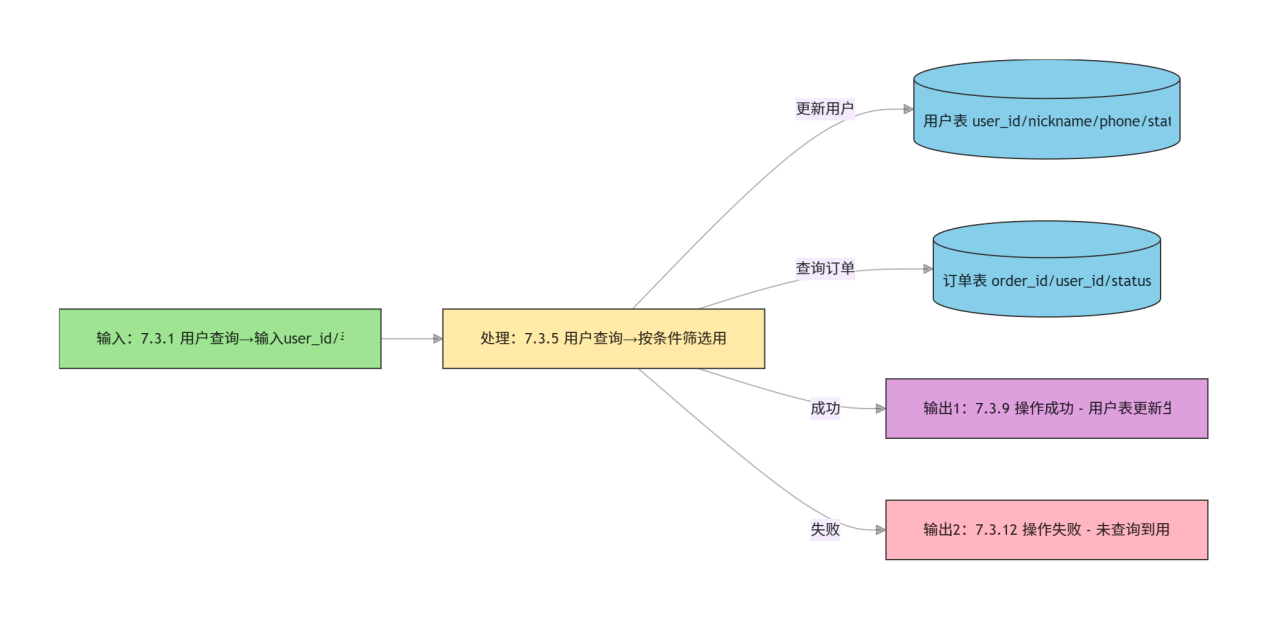 更新用户
用户表 user_id/nickname/phone/stat
查询订单
订单表 order_id/user_id/status
输入：7.3.1 用户查询→输入user_id/
处理：7.3.5 用户查询→按条件筛选用
成功
输出1：7.3.9 操作成功 - 用户表更新
失败
输出2：7.3.12 操作失败 - 未查询到用